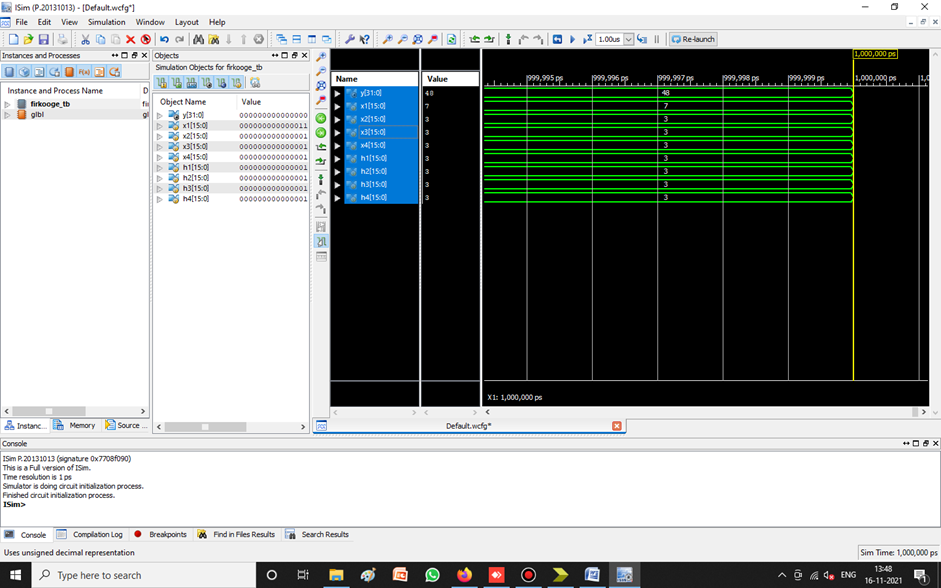 ISim (P.20131013) - [Default.wcfg*]
File Edit View Simulation Window Layout Help
1.00us Re-launch
Instances and Processes
Instance and Process Name D
firkooge_tb fi
glbl gl
Instanc... Memory Source ...
Objects
Simulation Objects for firkooge_tb
Object Name Value
y[31:0] 000000000000000
x1[15:0] 000000000000011
x2[15:0] 000000000000001
x3[15:0] 000000000000001
x4[15:0] 000000000000001
h1[15:0] 000000000000001
h2[15:0] 000000000000001
h3[15:0] 000000000000001
h4[15:0] 000000000000001
Name Value
y[31:0] 48
x1[15:0] 7
x2[15:0] 3
x3[15:0] 3
x4[15:0] 3
h1[15:0] 3
h2[15:0] 3
h3[15:0] 3
h4[15:0] 3
1,000,000 ps
999,995 ps 999,996 ps 999,997 ps 999,998 ps 999,999 ps 1,000,000 ps 1,0
48
7
3
3
3
3
3
3
3
X1: 1,000,000 ps
Default.wcfg*
Console
ISim P.20131013 (signature 0x7708f090)
This is a Full version of ISim.
Time resolution is 1 ps
Simulator is doing circuit initialization process.
Finished circuit initialization process.
ISim>
Console Compilation Log Breakpoints Find in Files Results Search Results
Uses unsigned decimal representation Sim Time: 1,000,000 ps
Type here to search
ENG 13:48
16-11-2021